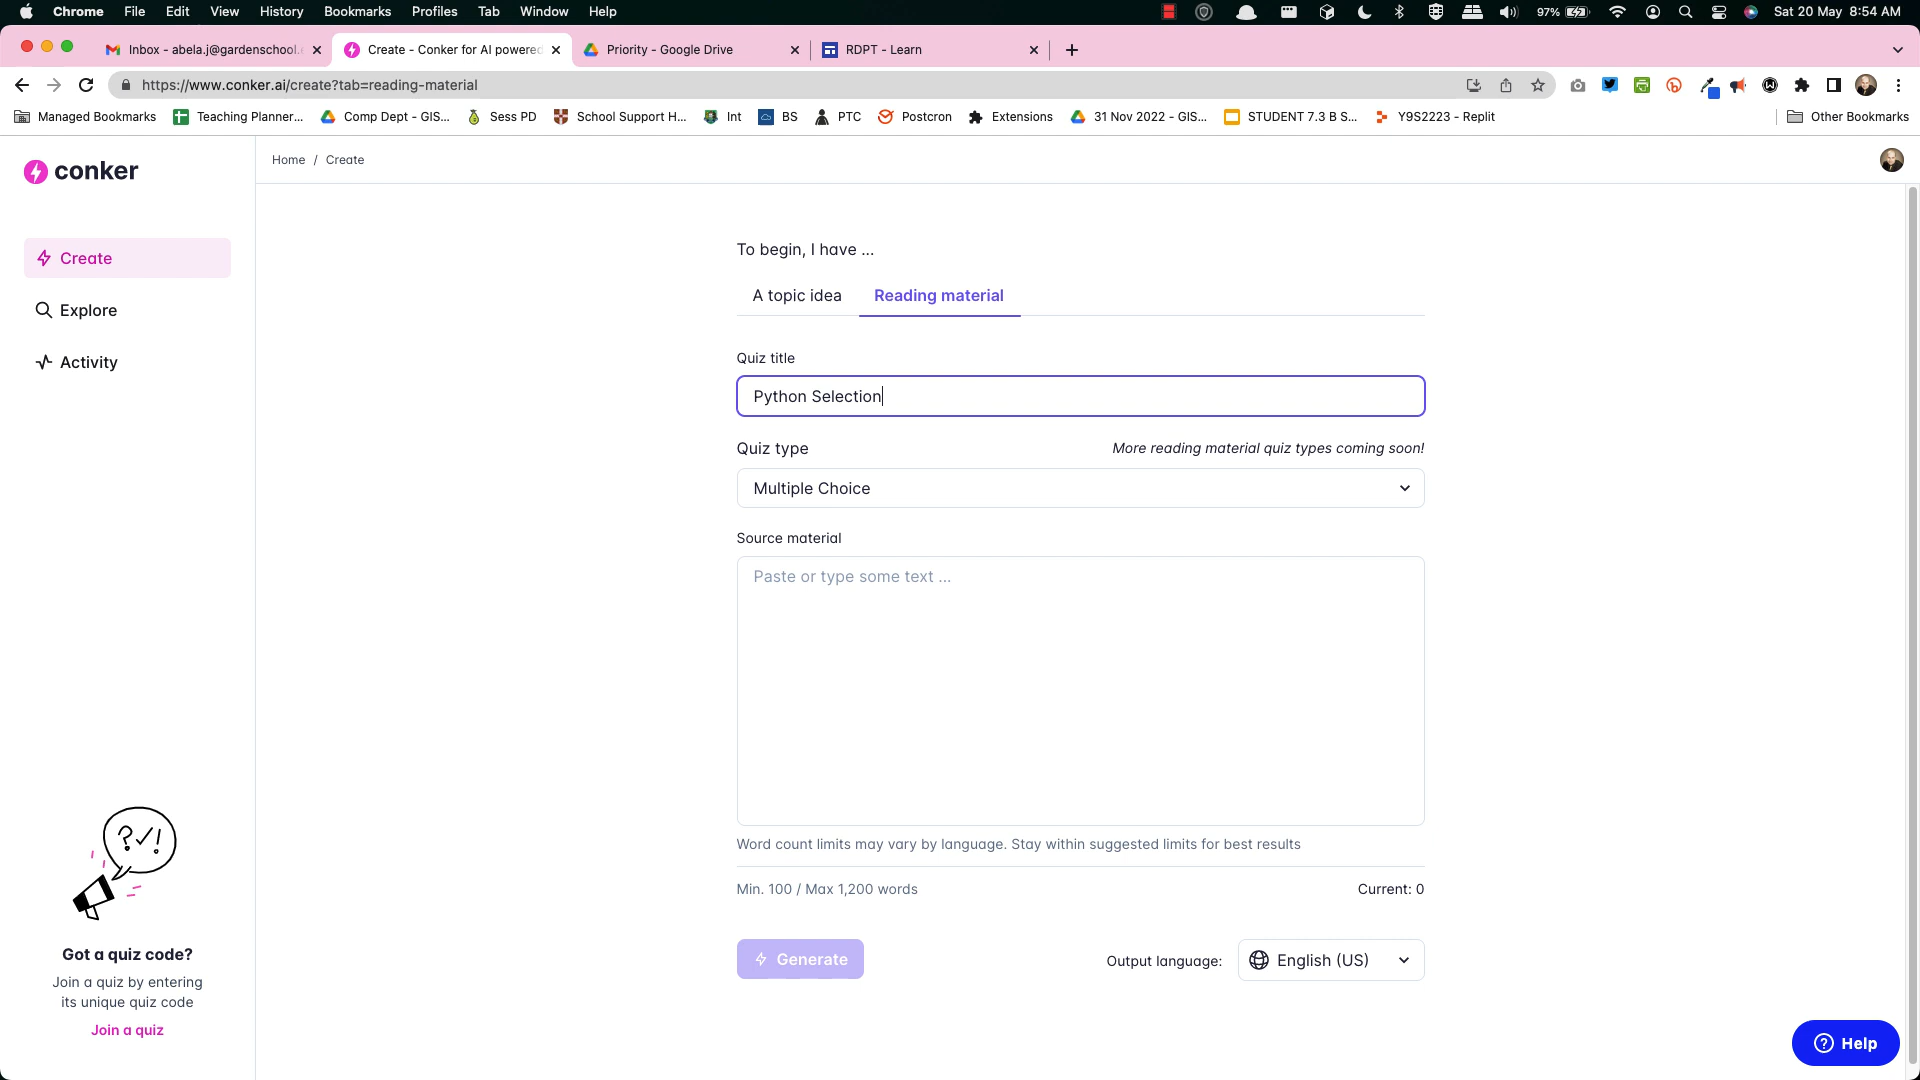 Chrome File Edit View History Bookmarks Profiles Tab Window Help 97% Sat 20 May 8:54 AM
Inbox - abela.j@gardenschool. Create - Conker for AI powered Priority - Google Drive RDPT - Learn
https://www.conker.ai/create?tab=reading-material
Managed Bookmarks Teaching Planner... Comp Dept - GIS... Sess PD School Support H... Int BS PTC Postcron Extensions 31 Nov 2022 - GIS... STUDENT 7.3 B S... Y9S2223 - Replit Other Bookmarks
conker
Home / Create
Create
Explore
Activity
To begin, I have ...
A topic idea Reading material
Quiz title
Python Selection
Quiz type More reading material quiz types coming soon!
Multiple Choice
Source material
Paste or type some text ...
Word count limits may vary by language. Stay within suggested limits for best results
Min. 100 / Max 1,200 words Current: 0
Generate Output language: English (US)
?✓!
Got a quiz code?
Join a quiz by entering
its unique quiz code
Join a quiz
Help